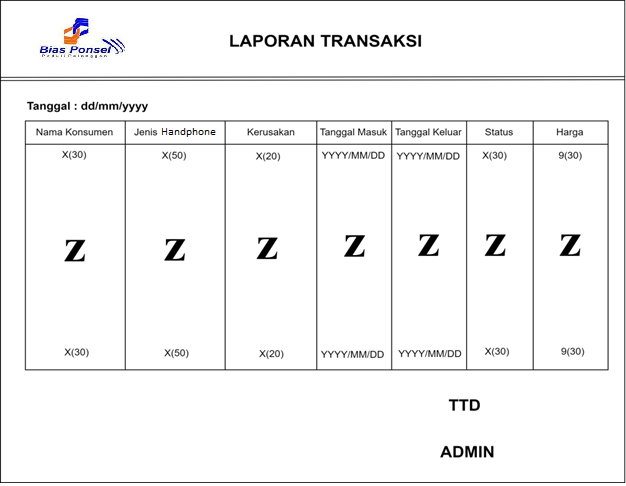 Bias Ponsel
Peduli Pelanggan
LAPORAN TRANSAKSI
Tanggal : dd/mm/yyyy
Nama Konsumen Jenis Handphone Kerusakan Tanggal Masuk Tanggal Keluar Status Harga
X(30) X(50) X(20) YYYY/MM/DD YYYY/MM/DD X(30) 9(30)
Z Z Z Z Z Z Z
X(30) X(50) X(20) YYYY/MM/DD YYYY/MM/DD X(30) 9(30)
TTD
ADMIN